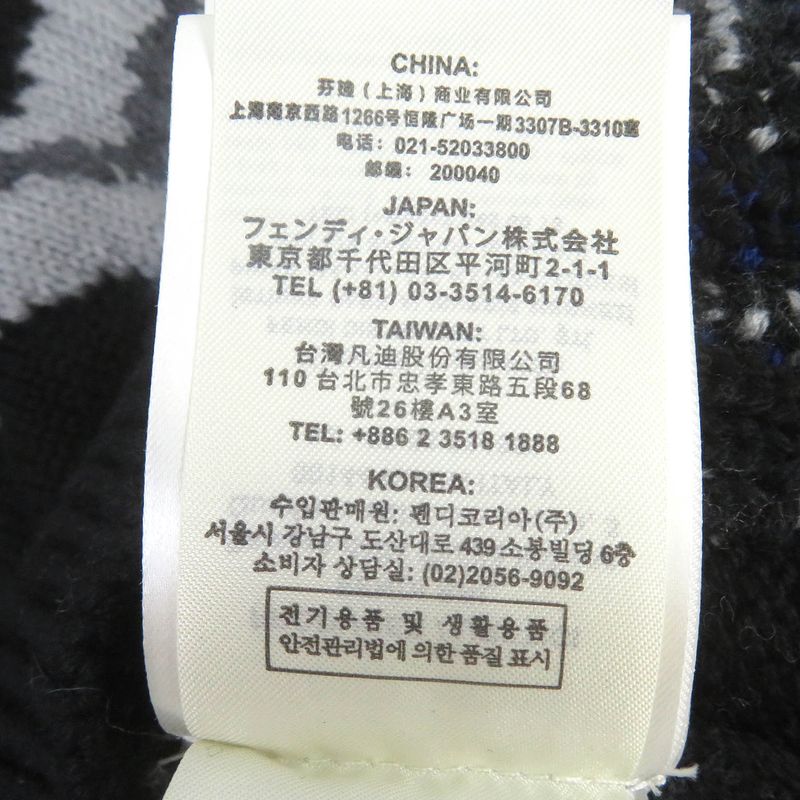 CHINA:
芬迪（上海）商业有限公司
上海南京西路1266号恒隆广场一期3307B-3310室
电话：021-52033800
邮编：200040
JAPAN:
フェンディ・ジャパン株式会社
東京都千代田区平河町2-1-1
TEL (+81) 03-3514-6170
TAIWAN:
台灣凡迪股份有限公司
110 台北市忠孝東路五段68
號26樓A3室
TEL: +886 2 3518 1888
KOREA:
수입판매원: 펜디코리아(주)
서울시 강남구 도산대로 439 소봉빌딩 6층
소비자 상담실: (02)2056-9092
전기용품 및 생활용품
안전관리법에 의한 품질 표시